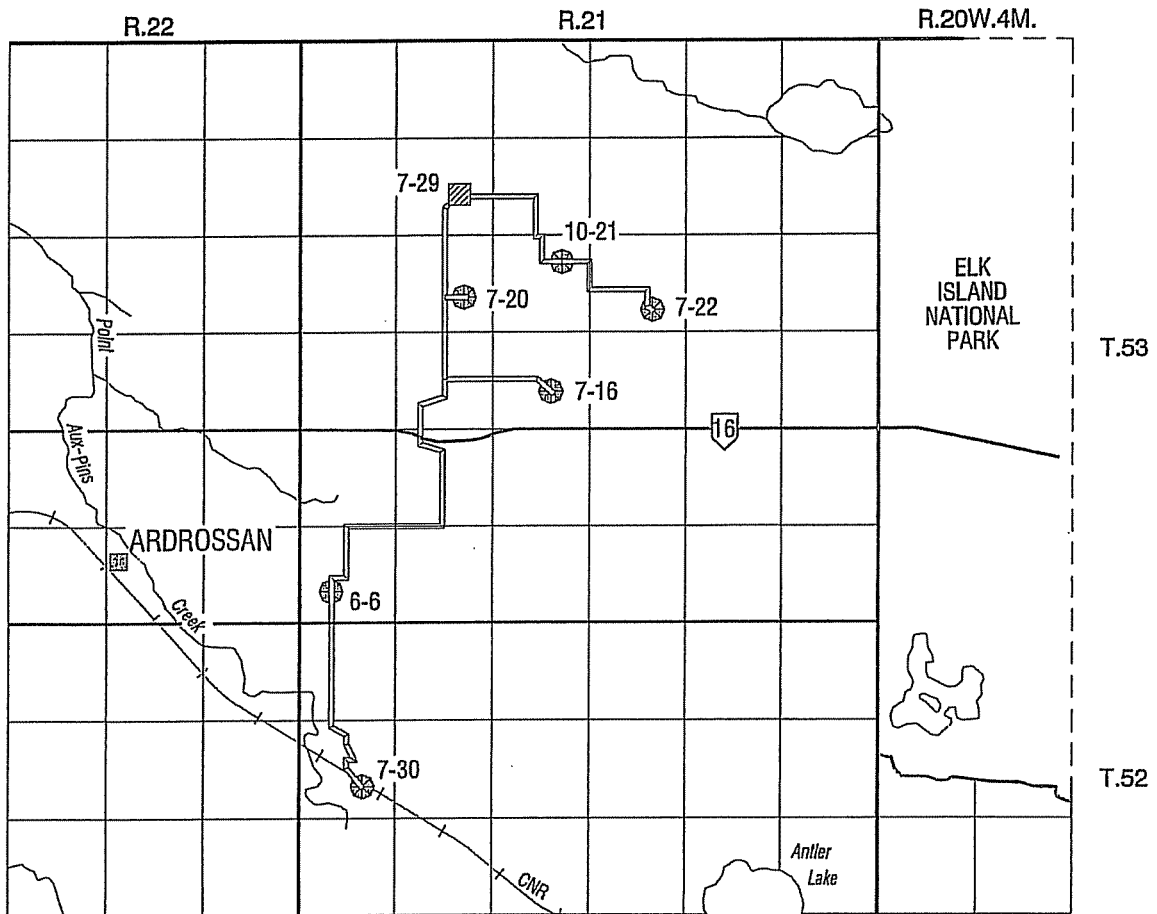 R.22
R.21
R.20W.4M.
7-29
10-21
7-20
7-22
ELK
ISLAND
NATIONAL
PARK
T.53
Point
7-16
Aux-Pins
16
ARDROSSAN
6-6
Creek
7-30
T.52
Antler
Lake
CNR